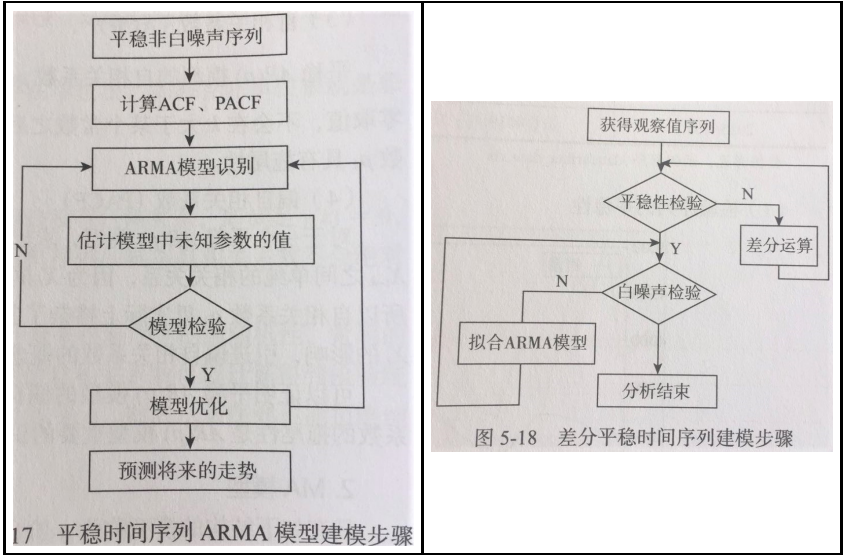 平稳非白噪声序列
计算ACF、PACF
ARMA模型识别
估计模型中未知参数的值
N
模型检验
Y
模型优化
预测将来的走势
17 平稳时间序列 ARMA 模型建模步骤
获得观察值序列
平稳性检验
N
差分运算
Y
N
白噪声检验
拟合ARMA模型
分析结束
图 5-18 差分平稳时间序列建模步骤